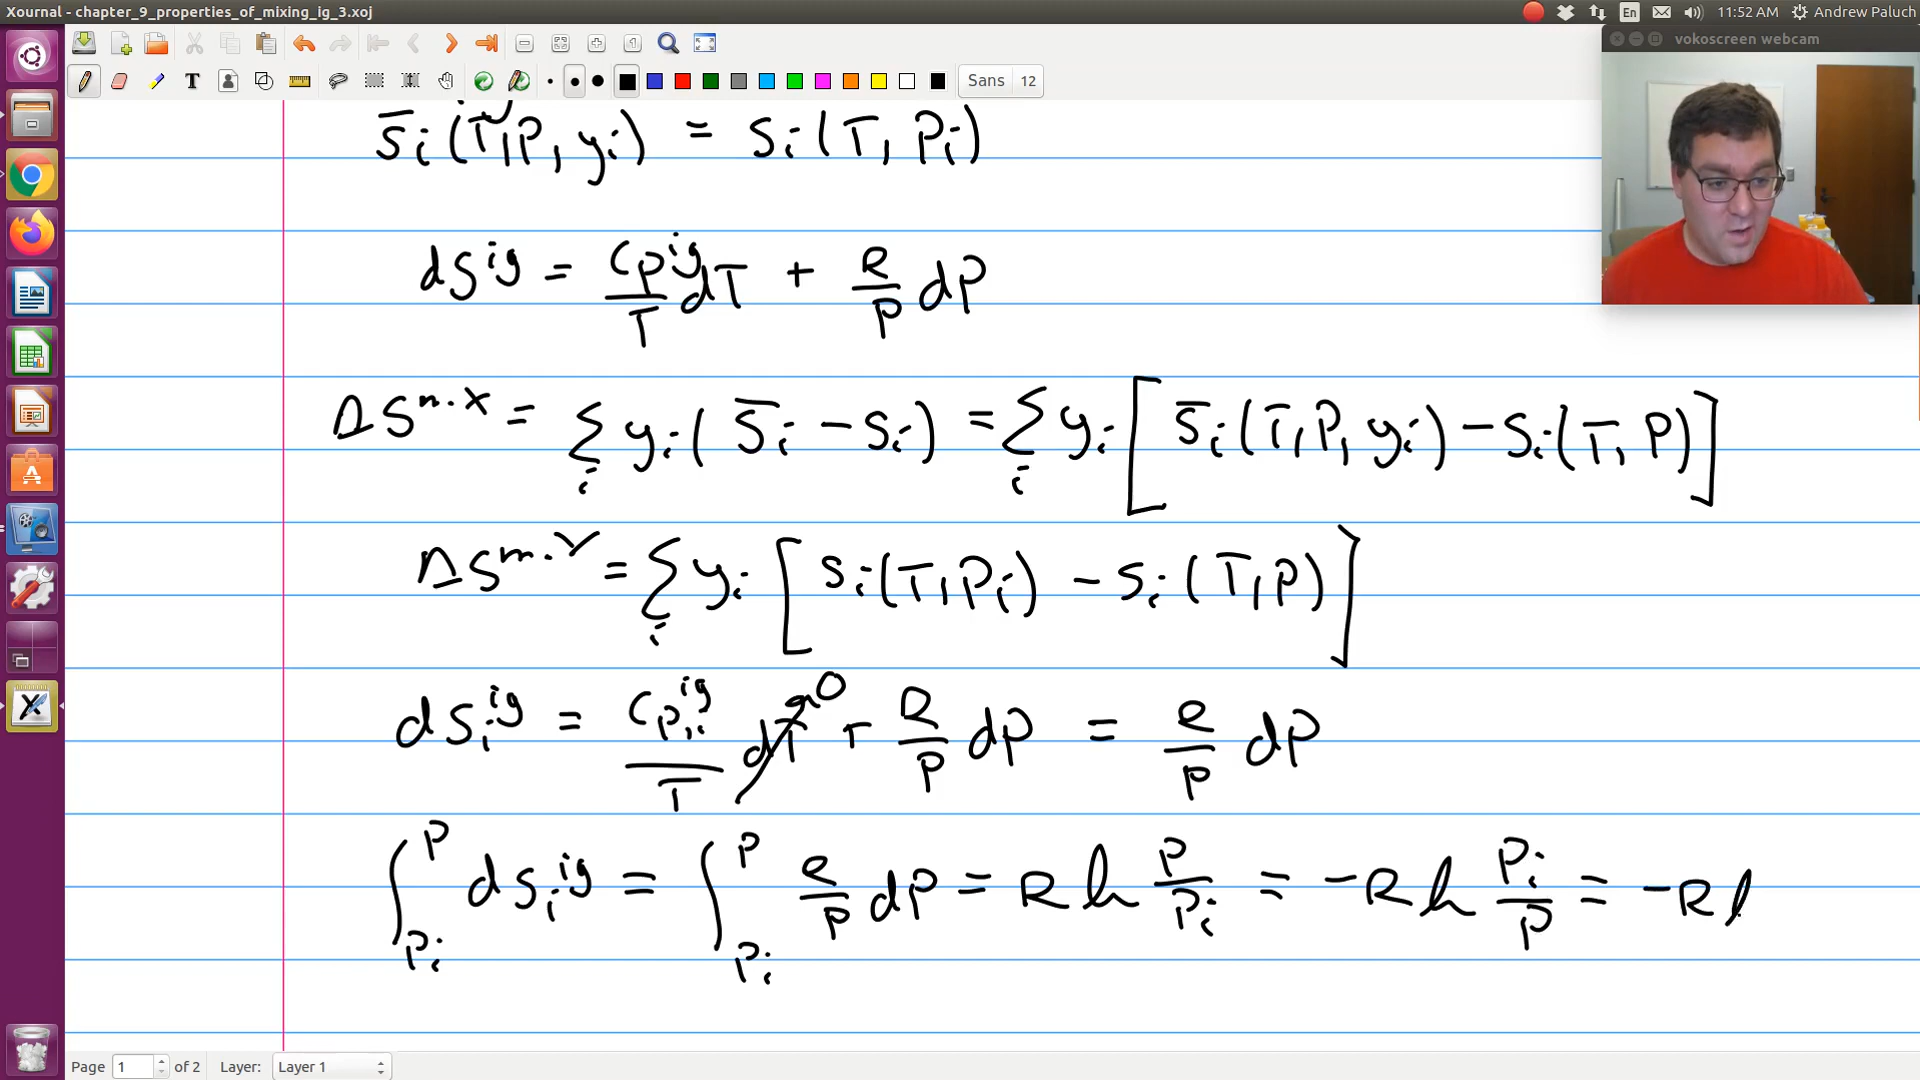 Xournal - chapter_9_properties_of_mixing_ig_3.xoj
En
11:52 AM
Andrew Paluch
vokoscreen webcam
Sans 12
s̄i(T,P, yi) = si(T, Pi)
ds^ig = Cp^ig/T dT + R/P dP
Δs^mix = Σi yi( s̄i - si) = Σi yi [ s̄i(T,P, yi) - si(T, P)]
Δs^mix = Σi yi [ si(T,Pi) - si(T,P)]
dsi^ig = Cp,i^ig/T dT→0 + R/P dP = R/P dP
∫Pi^P dsi^ig = ∫Pi^P R/P dP = R ln P/Pi = -R ln Pi/P = -R l
Page 1 of 2 Layer: Layer 1